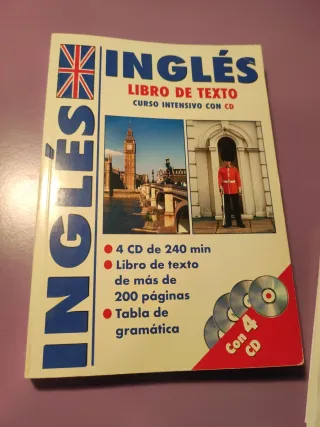 INGLÉS
INGLÉS
LIBRO DE TEXTO
CURSO INTENSIVO CON CD
4 CD de 240 min
Libro de texto
de más de
200 páginas
Tabla de
gramática
Con 4
CD